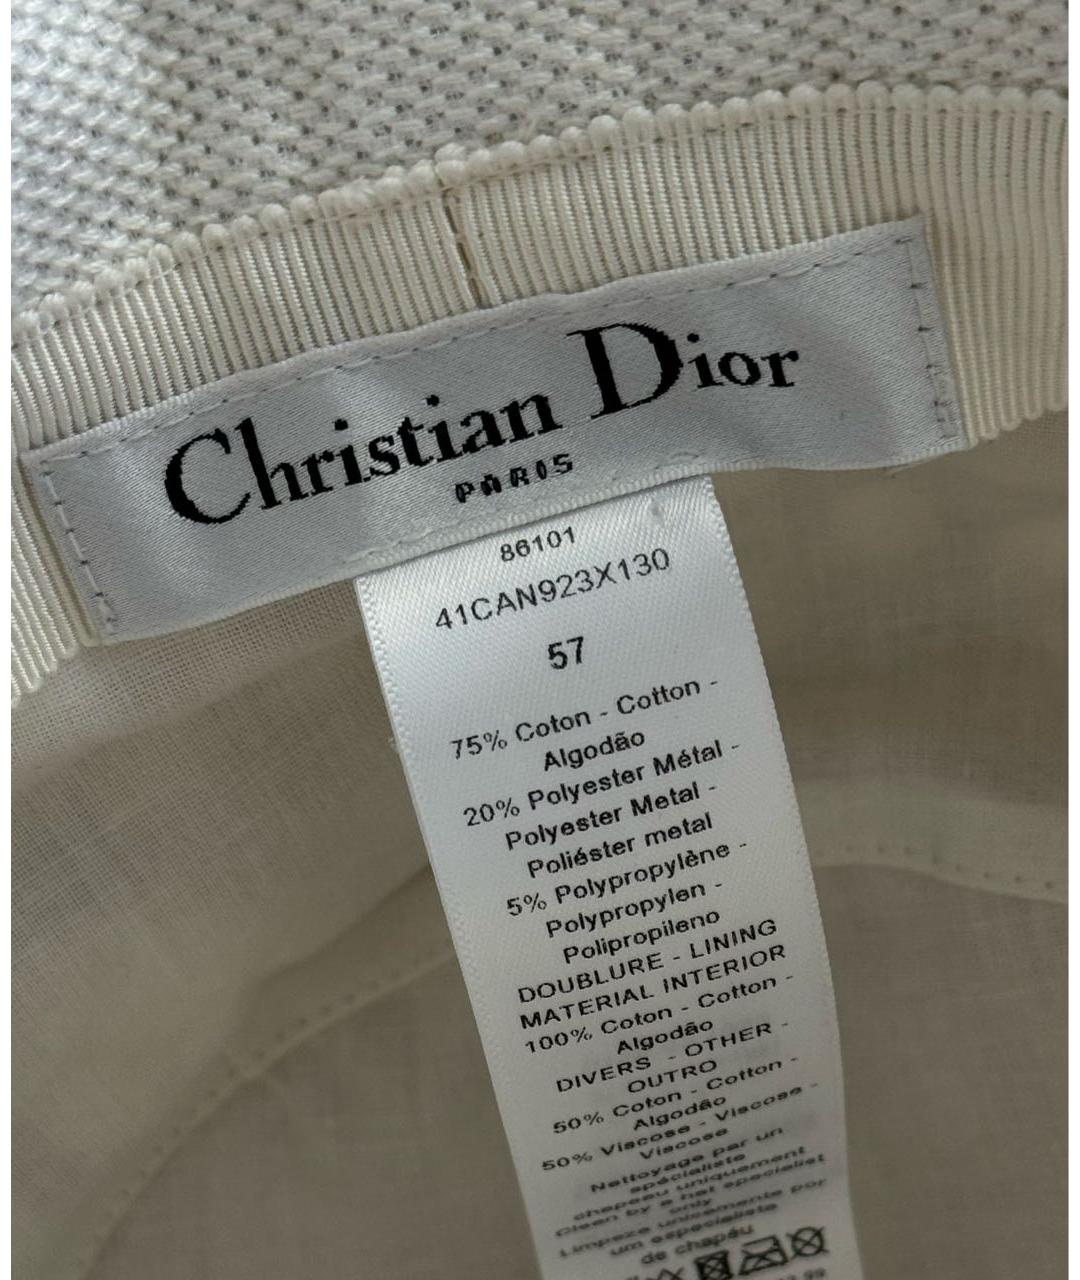 Christian Dior
PARIS
86101
41CAN923X130
57
75% Coton - Cotton -
Algodão
20% Polyester Métal -
Polyester Metal -
Poliéster metal
5% Polypropylène -
Polypropylen -
Polipropileno
DOUBLURE - LINING
MATERIAL INTERIOR
100% Coton - Cotton -
Algodão
DIVERS - OTHER -
OUTRO
50% Coton - Cotton -
Algodão
50% Viscose - Viscose -
Viscose
Nettoyage par un
spécialiste
chapeau uniquement
Clean by a hat specialist
only
Limpeza unicamente por
um especialista
de chapéu